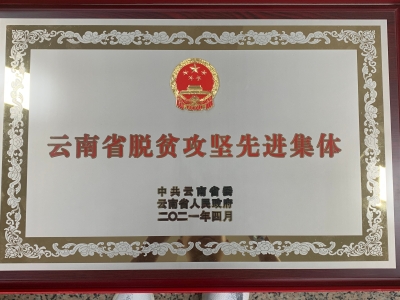 云南省脱贫攻坚先进集体
中共云南省委
云南省人民政府
二〇二一年四月